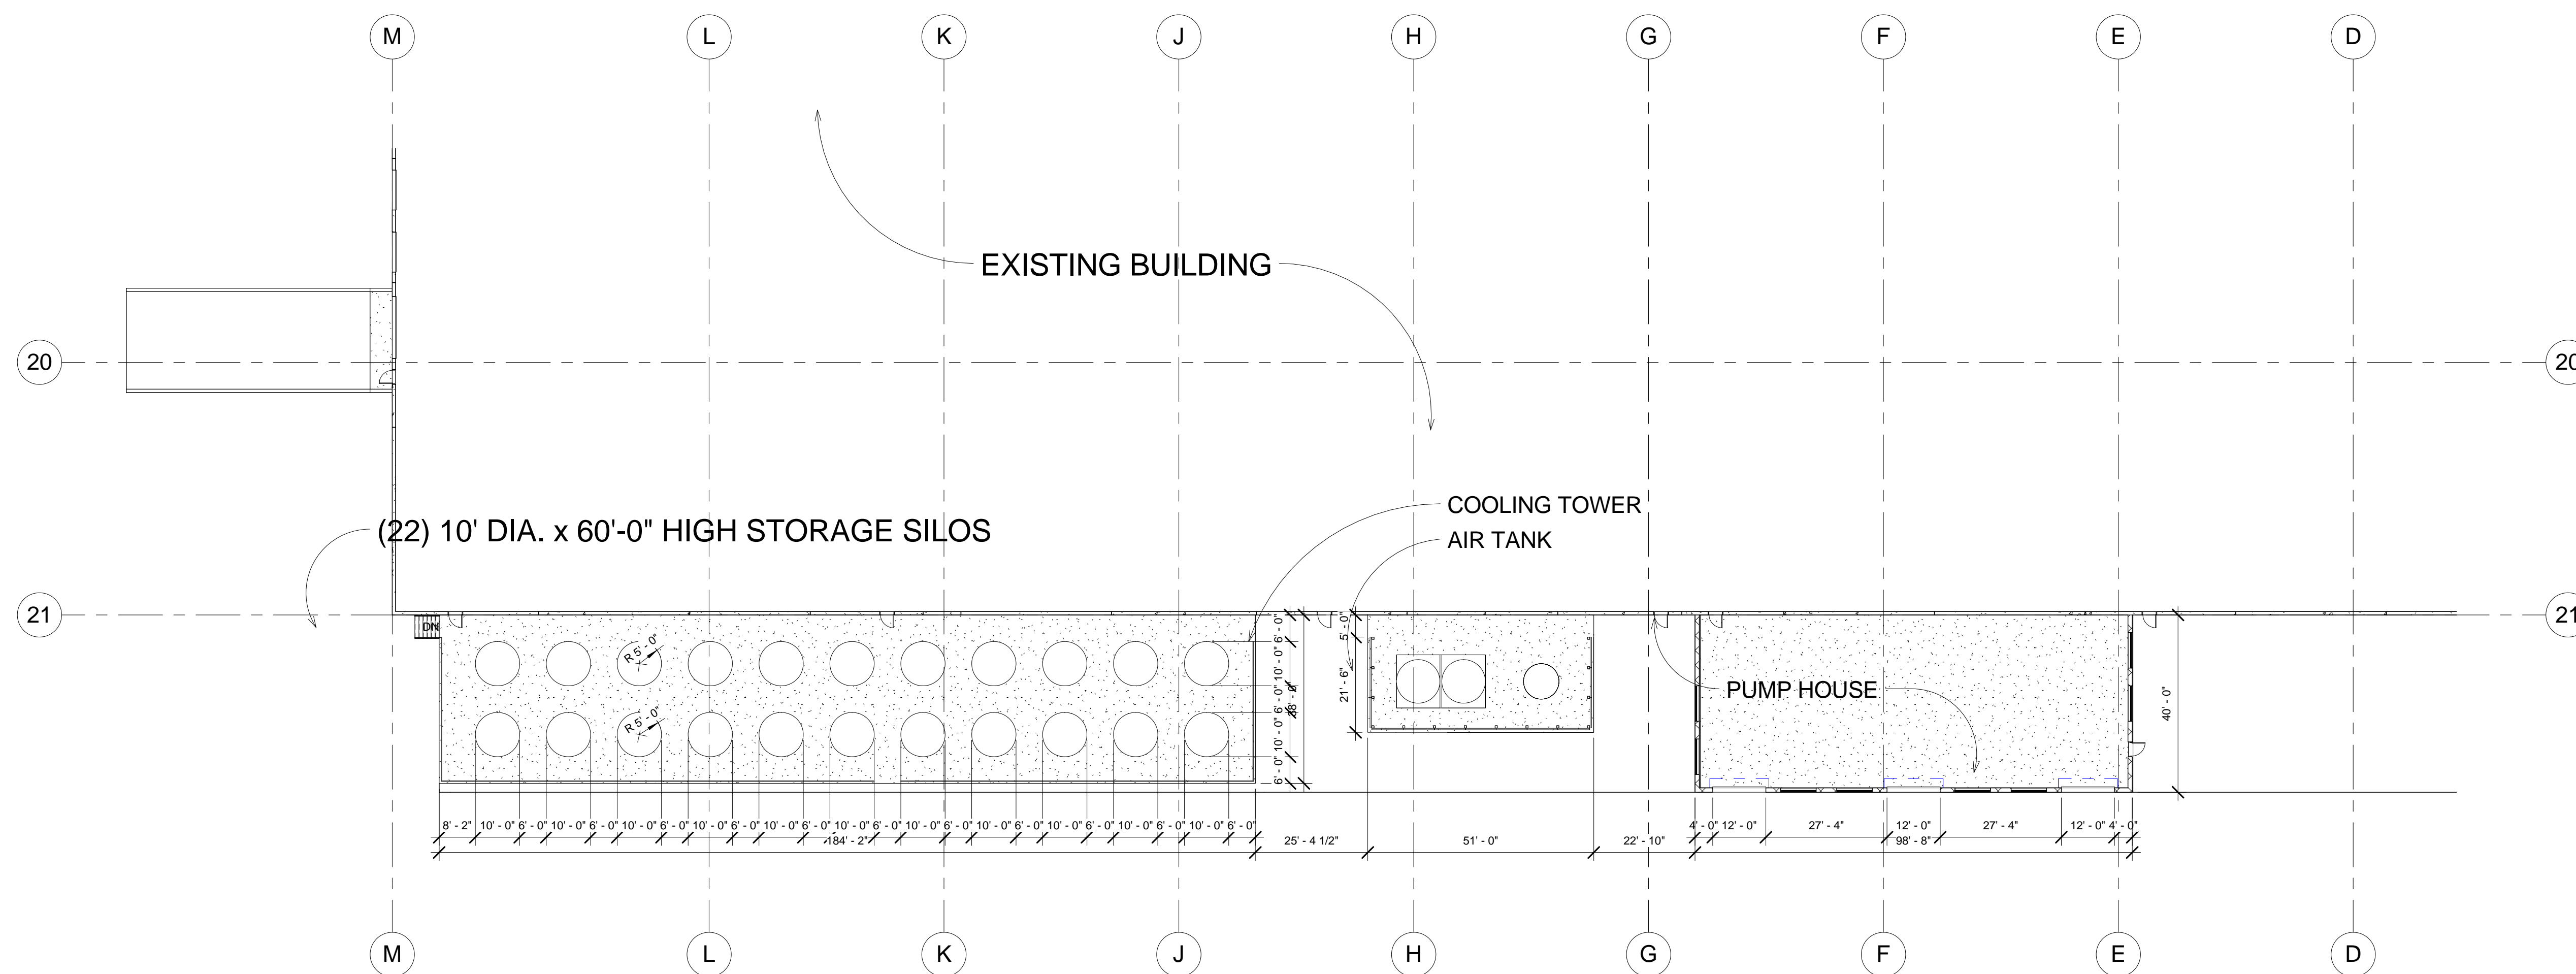 M L K J H G F E D
EXISTING BUILDING
20 20
(22) 10' DIA. x 60'-0" HIGH STORAGE SILOS
COOLING TOWER
AIR TANK
21 21
DN
R 5' - 0"
R 5' - 0"
6' - 0"
10' - 0"
6' - 0"
10' - 0"
6' - 0"
5' - 0"
21' - 6"
PUMP HOUSE
40' - 0"
8' - 2" 10' - 0" 6' - 0" 10' - 0" 6' - 0" 10' - 0" 6' - 0" 10' - 0" 6' - 0" 10' - 0" 6' - 0" 10' - 0" 6' - 0" 10' - 0" 6' - 0" 10' - 0" 6' - 0" 10' - 0" 6' - 0" 10' - 0" 6' - 0" 10' - 0" 6' - 0"
4' - 0" 12' - 0" 27' - 4" 12' - 0" 27' - 4" 12' - 0" 4' - 0"
184' - 2" 25' - 4 1/2" 51' - 0" 22' - 10" 98' - 8"
M L K J H G F E D